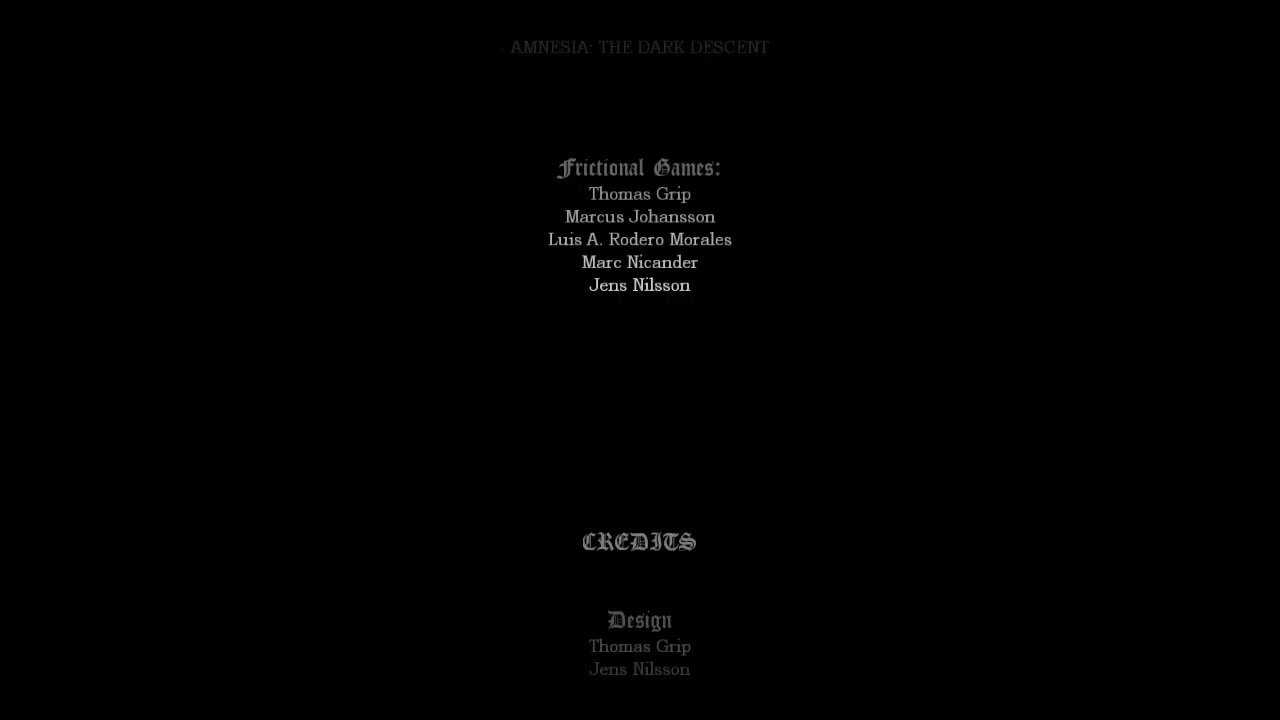 - AMNESIA: THE DARK DESCENT -
Frictional Games:
Thomas Grip
Marcus Johansson
Luis A. Rodero Morales
Marc Nicander
Jens Nilsson
CREDITS
Design
Thomas Grip
Jens Nilsson